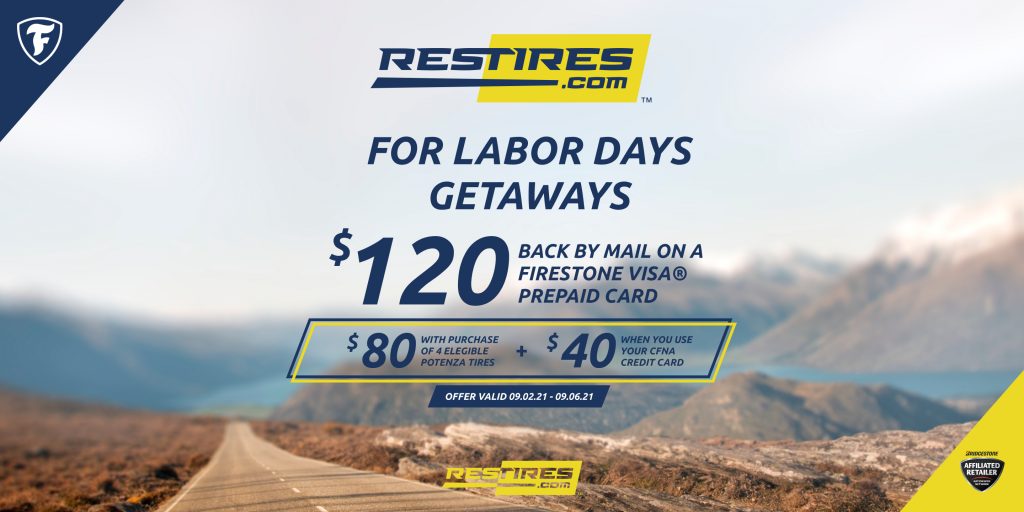 F
RESTIRES
.COM
™
FOR LABOR DAYS
GETAWAYS
$120
BACK BY MAIL ON A
FIRESTONE VISA®
PREPAID CARD
$80
WITH PURCHASE
OF 4 ELEGIBLE
POTENZA TIRES
+
$40
WHEN YOU USE
YOUR CFNA
CREDIT CARD
OFFER VALID 09.02.21 - 09.06.21
RESTIRES
.COM
BRIDGESTONE
AFFILIATED
RETAILER